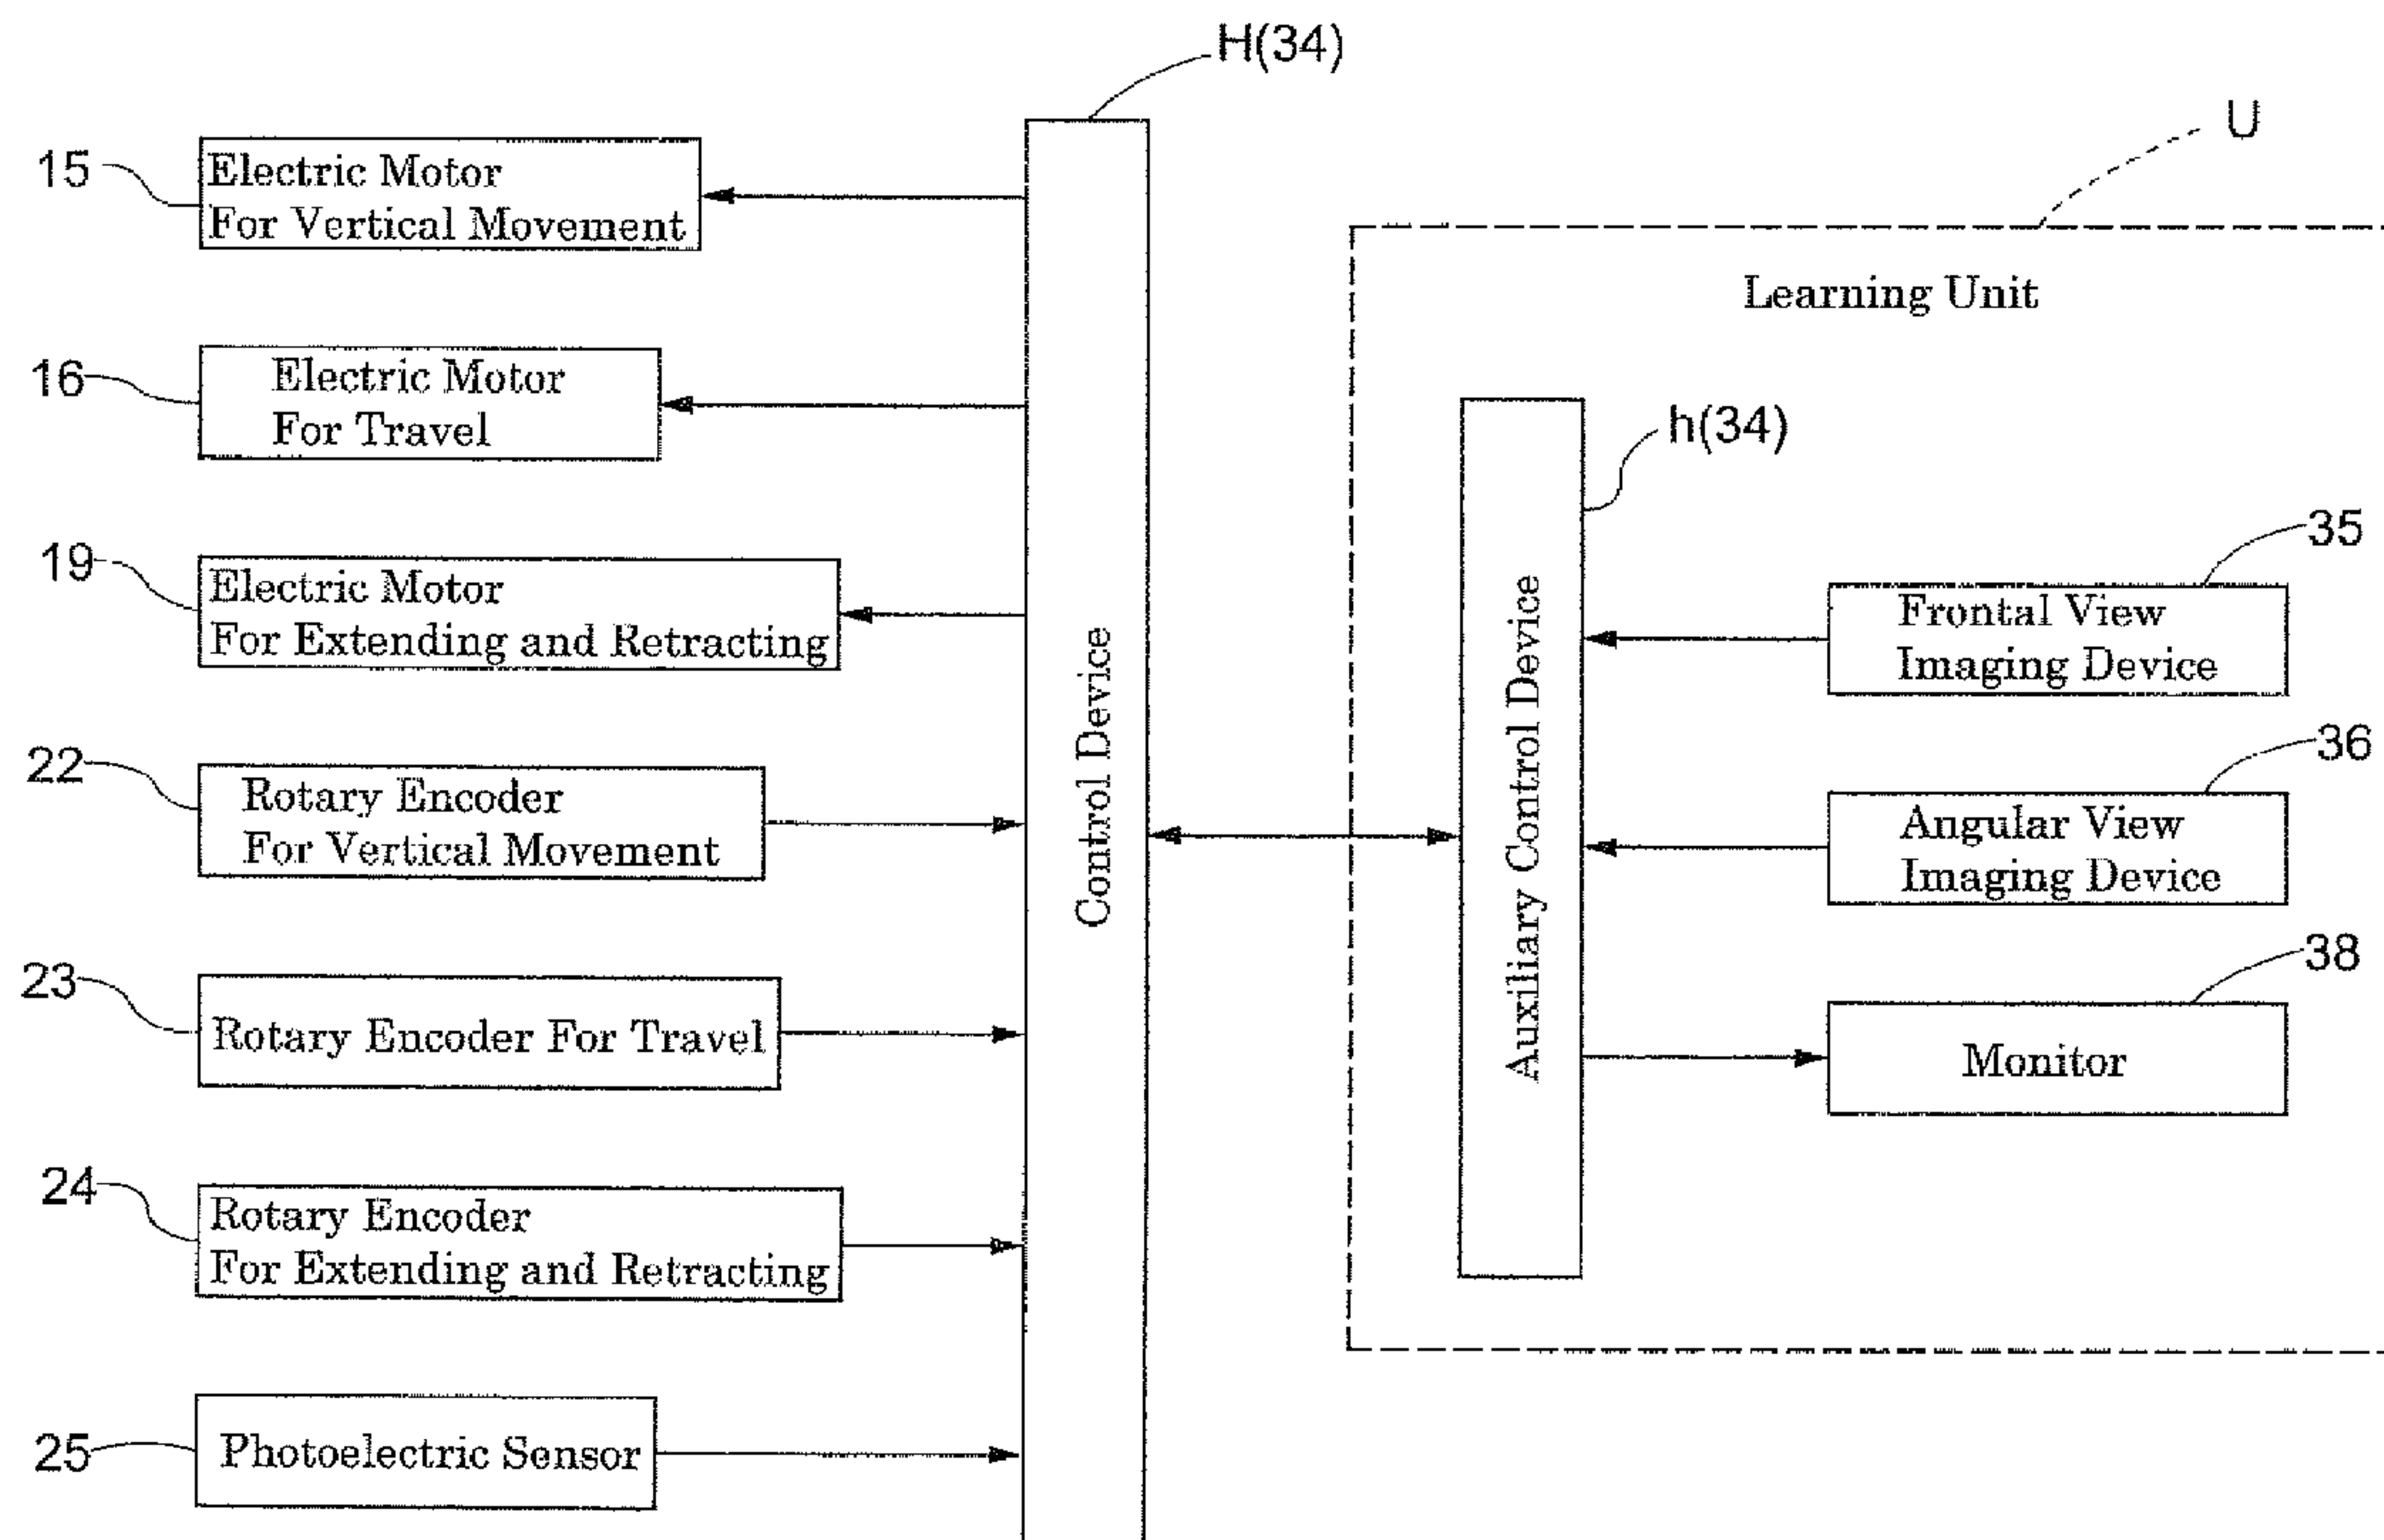 H(34)
U
15
Electric Motor
For Vertical Movement
16
Electric Motor
For Travel
19
Electric Motor
For Extending and Retracting
22
Rotary Encoder
For Vertical Movement
23
Rotary Encoder For Travel
24
Rotary Encoder
For Extending and Retracting
25
Photoelectric Sensor
Control Device
Learning Unit
h(34)
Auxiliary Control Device
35
Frontal View
Imaging Device
36
Angular View
Imaging Device
38
Monitor